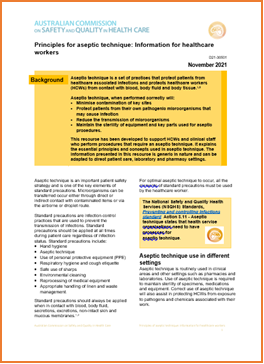 AUSTRALIAN COMMISSION
ON SAFETY AND QUALITY IN HEALTH CARE
Principles for aseptic technique: Information for healthcare
workers
November 2021
Background
Aseptic technique is a set of practices that protect patients from
healthcare associated infections and protects healthcare workers
(HCWs) from contact with blood, body fluid and body tissue.
Aseptic technique, when performed correctly will:
• Minimise contamination of key sites
• Protect patients from their own pathogenic microorganisms that
may cause infection
• Reduce the transmission of microorganisms
• Maintain the sterility of equipment and key parts used for aseptic
procedures.
This resource has been developed to support HCWs and clinical staff
who perform procedures that require an aseptic technique. It explains
the essential principles and concepts used in aseptic technique. The
information presented in this resource is generic in nature and can be
adapted to direct patient care, laboratory and pharmacy settings.
Aseptic technique is an important patient safety
strategy and is one of the key elements of
standard precautions. Microorganisms can be
transferred occur either through direct or
indirect contact with contaminated items or via
the airborne or droplet route.
Standard precautions are infection control
practices that are used to prevent the
transmission of infections. Standard
precautions should be applied at all times
during patient care regardless of infection
status. Standard precautions include:
• Hand hygiene
• Aseptic technique
• Use of personal protective equipment (PPE)
• Respiratory hygiene and cough etiquette
• Safe use of sharps
• Environmental cleaning
• Reprocessing of medical equipment
• Appropriate handling of linen and waste
management
Standard precautions should always be applied
when in contact with blood, body fluid,
secretions, excretions, non-intact skin and
mucous membranes.
For optimal aseptic technique to occur, all the
of standard precautions must be used
by the healthcare worker
The National Safety and Quality Health
Services (NSQHS) Standards,
Preventing and controlling infections
standard Action 3.11 - Aseptic
technique states that health service
organisations need to have
processes for
aseptic technique
Aseptic technique use in different
settings
Aseptic technique is routinely used in clinical
areas and other settings such as pharmacies and
laboratories. Use of aseptic technique is required
to maintain sterility of specimens, medications
and equipment. Correct use of aseptic technique
will also assist in protecting HCWs from exposure
to pathogens and chemicals associated with their
work.